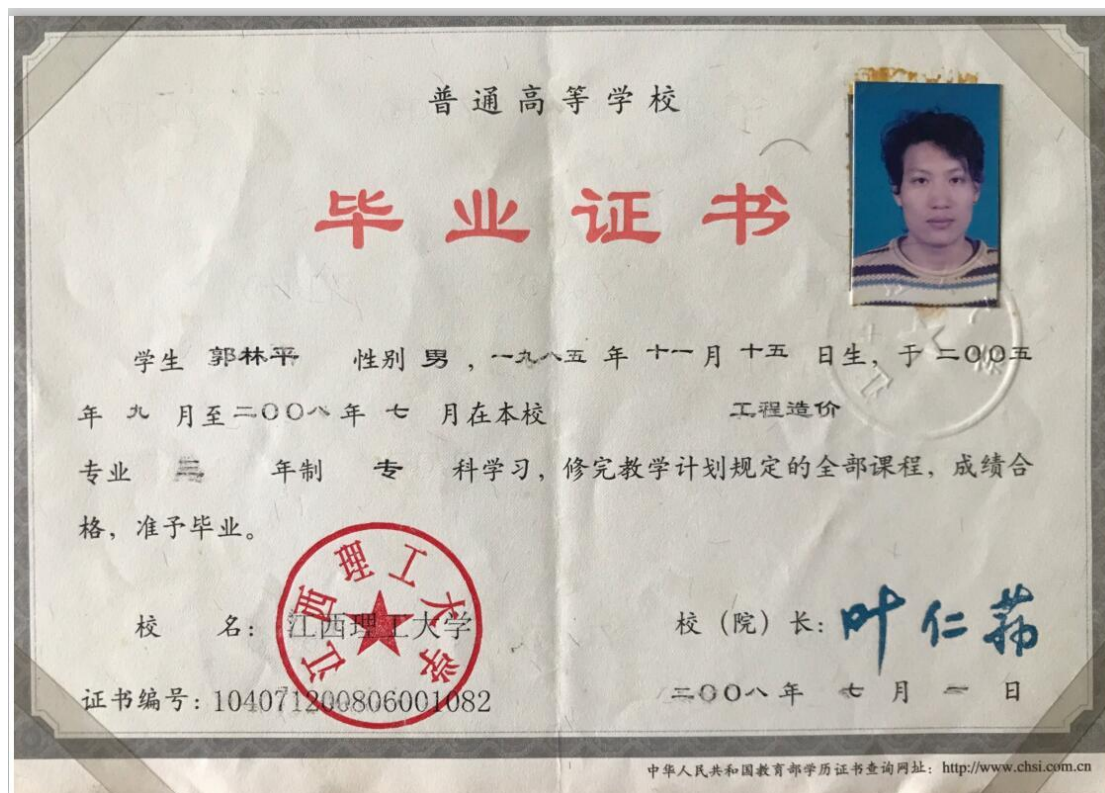 普通高等学校
毕业证书
学生 郭林平 性别 男 ，一九八五 年 十一 月 十五 日生，于 二〇〇五
年 九 月至 二〇〇八 年 七 月在本校 工程造价
专业 三 年制 专 科学习，修完教学计划规定的全部课程，成绩合
格，准予毕业。
江西理工大学
校 名：江西理工大学
校（院）长：叶仁荪
证书编号：104071200806001082
二〇〇八 年 七 月 一 日
中华人民共和国教育部学历证书查询网址：http://www.chsi.com.cn